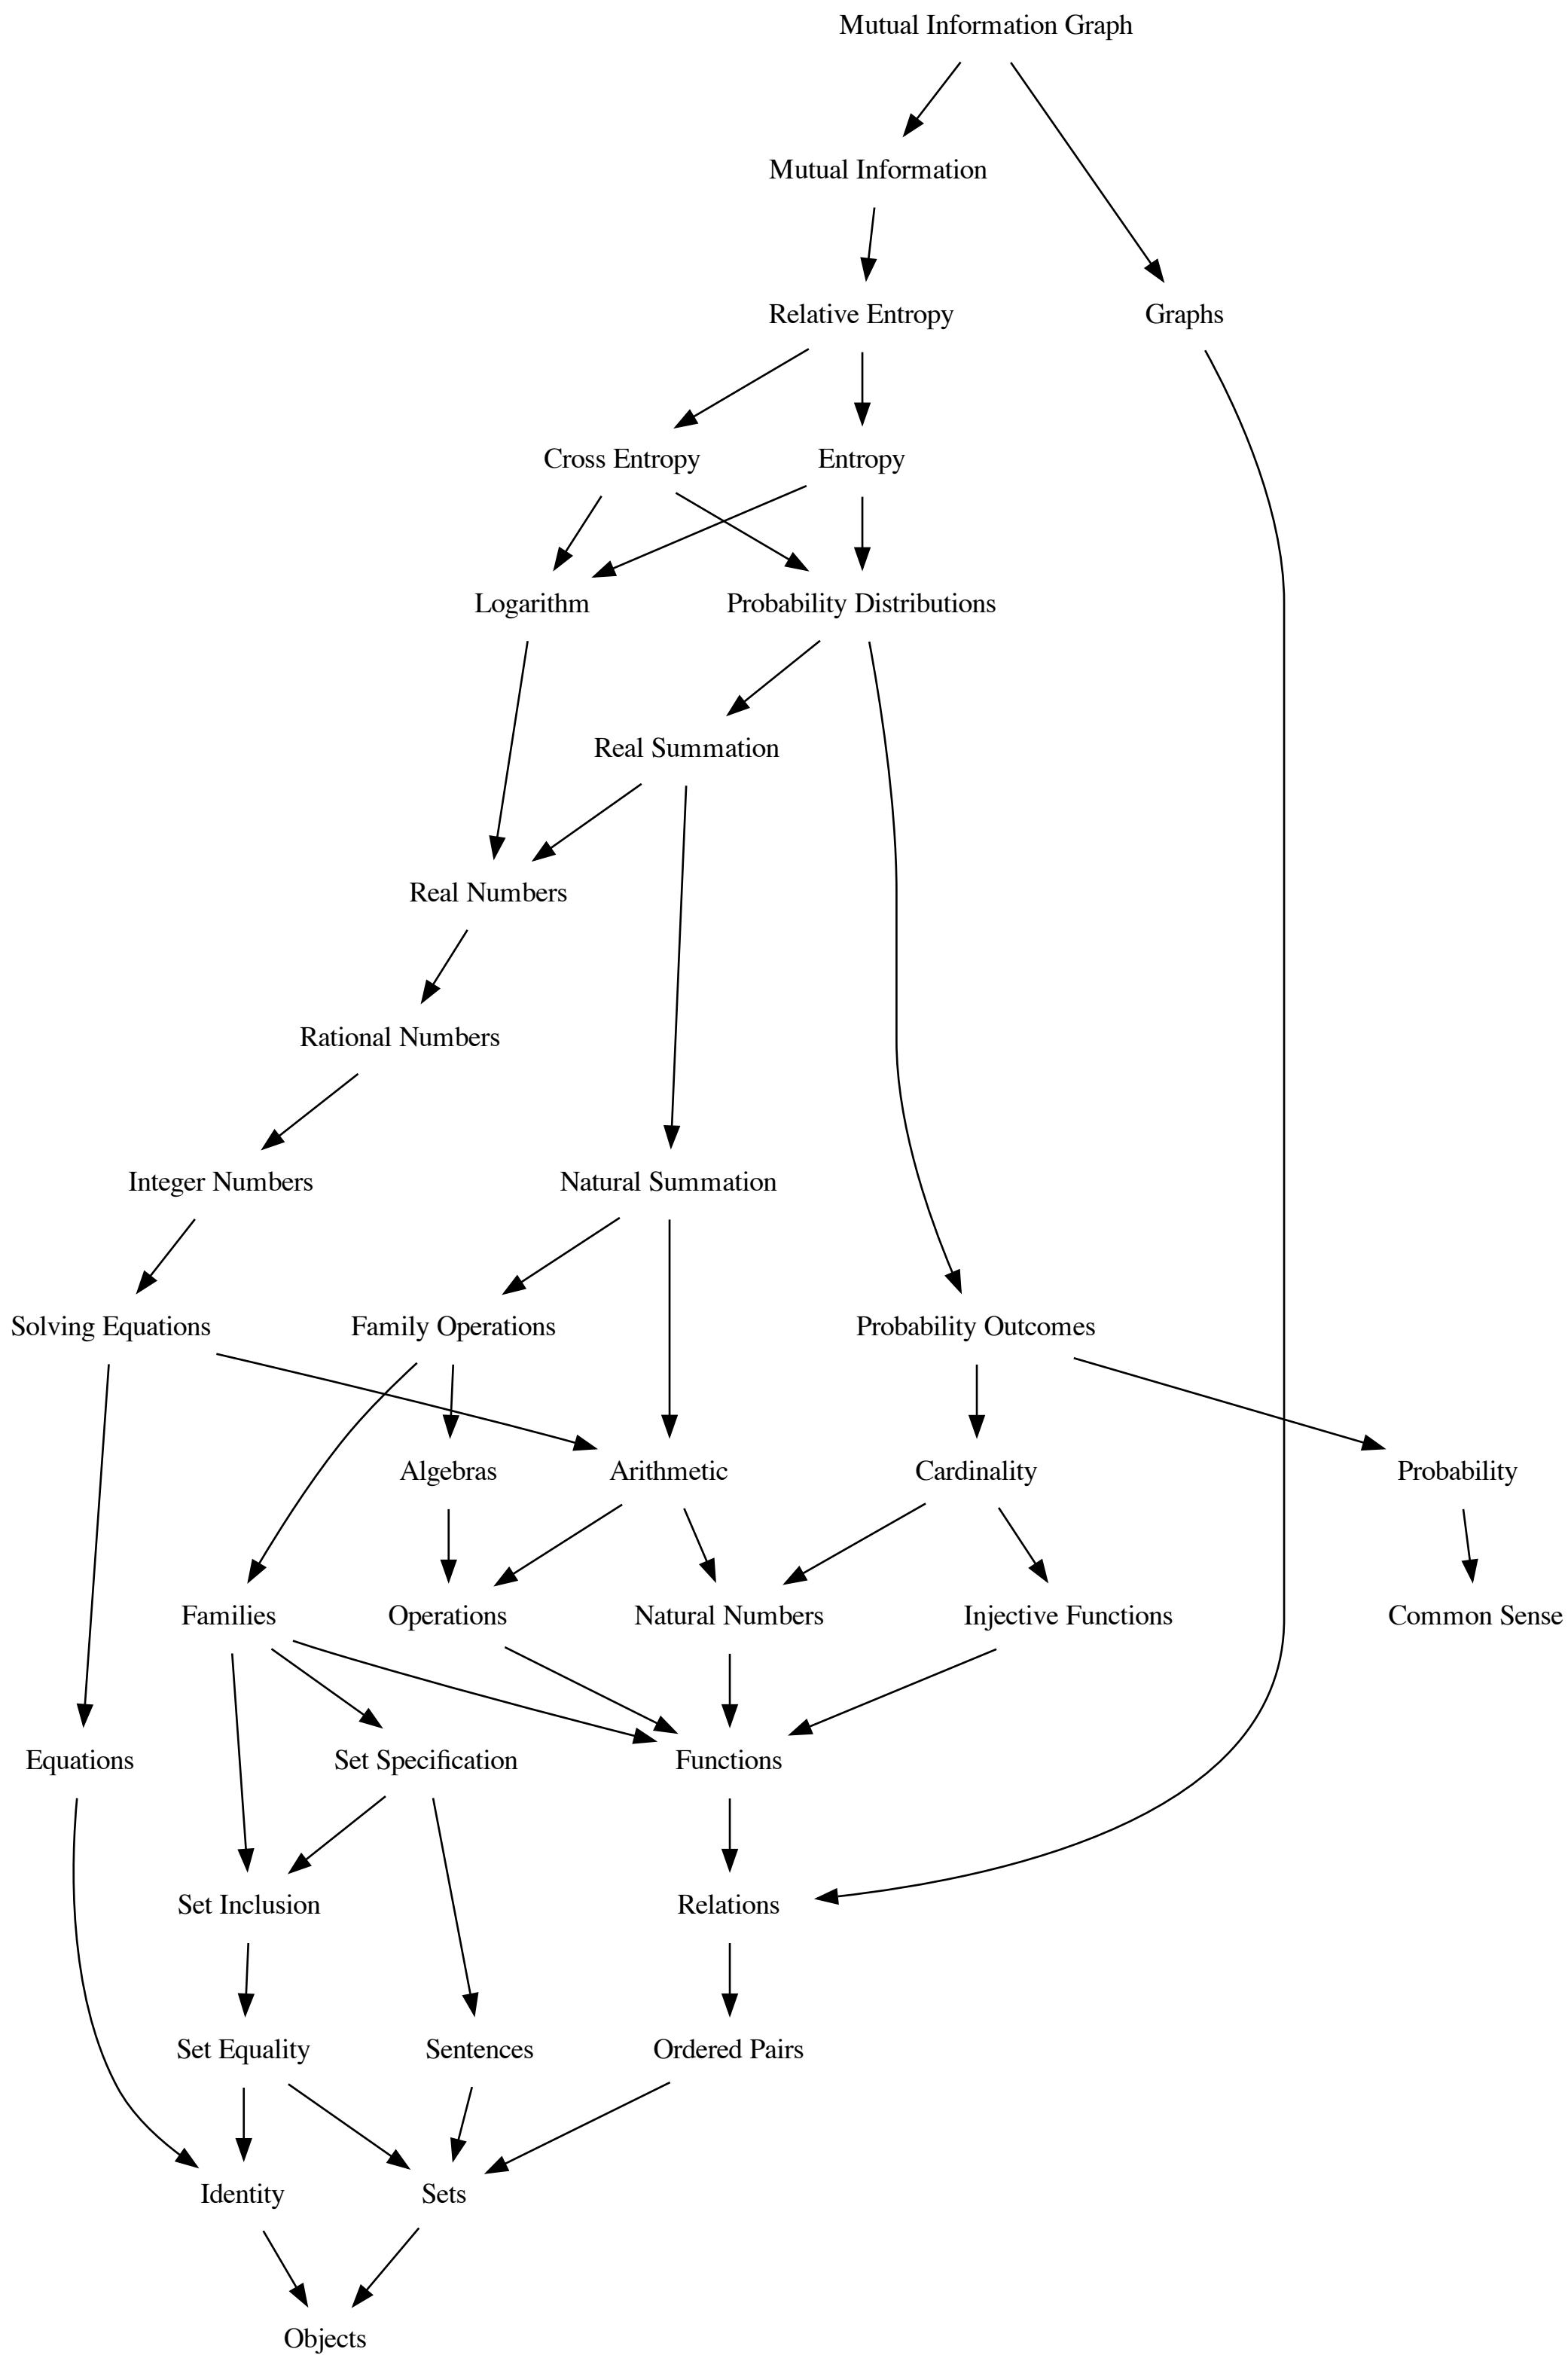 Mutual Information Graph
Mutual Information
Relative Entropy
Graphs
Cross Entropy
Entropy
Logarithm
Probability Distributions
Real Summation
Real Numbers
Rational Numbers
Integer Numbers
Natural Summation
Solving Equations
Family Operations
Probability Outcomes
Algebras
Arithmetic
Cardinality
Probability
Families
Operations
Natural Numbers
Injective Functions
Common Sense
Equations
Set Specification
Functions
Set Inclusion
Relations
Set Equality
Sentences
Ordered Pairs
Identity
Sets
Objects